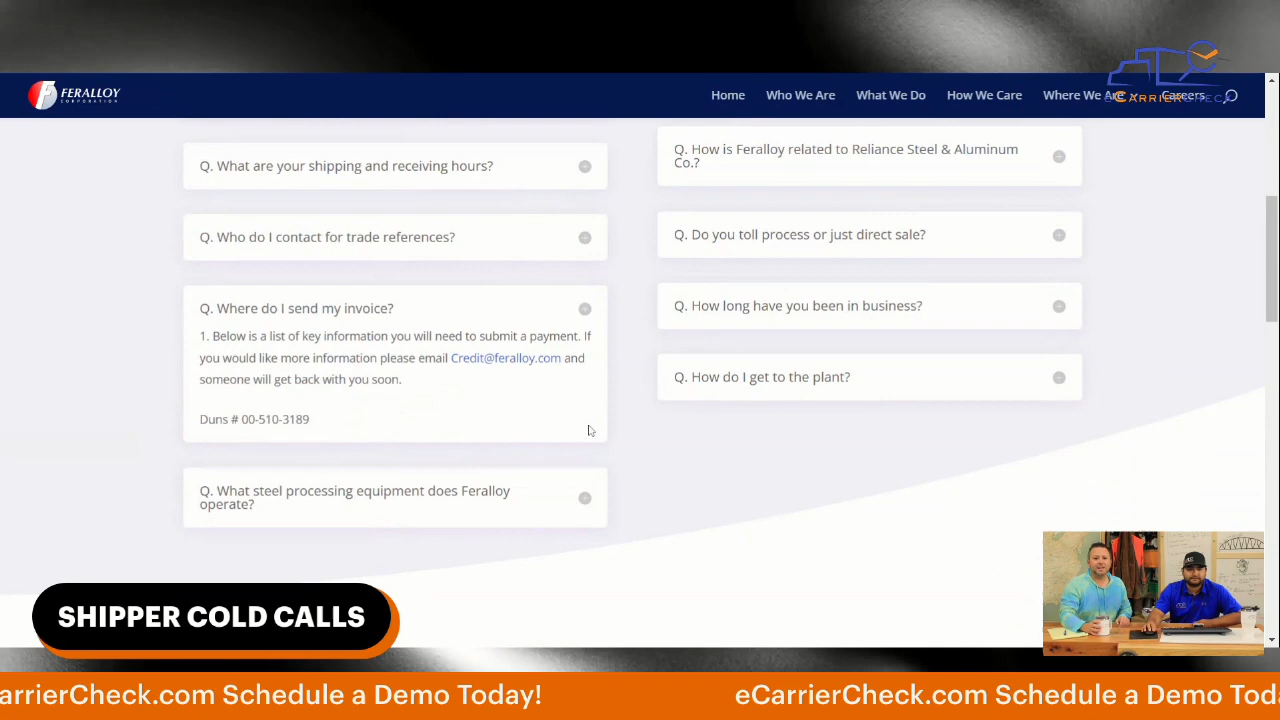 FERALLOY
CORPORATION
Home
Who We Are
What We Do
How We Care
Where We Are
Careers
eCARRIERCHECK
Q. What are your shipping and receiving hours?
Q. Who do I contact for trade references?
Q. Where do I send my invoice?
1. Below is a list of key information you will need to submit a payment. If
you would like more information please email Credit@feralloy.com and
someone will get back with you soon.
Duns # 00-510-3189
Q. What steel processing equipment does Feralloy
operate?
Q. How is Feralloy related to Reliance Steel & Aluminum
Co.?
Q. Do you toll process or just direct sale?
Q. How long have you been in business?
Q. How do I get to the plant?
SHIPPER COLD CALLS
arrierCheck.com Schedule a Demo Today!
eCarrierCheck.com Schedule a Demo Toda